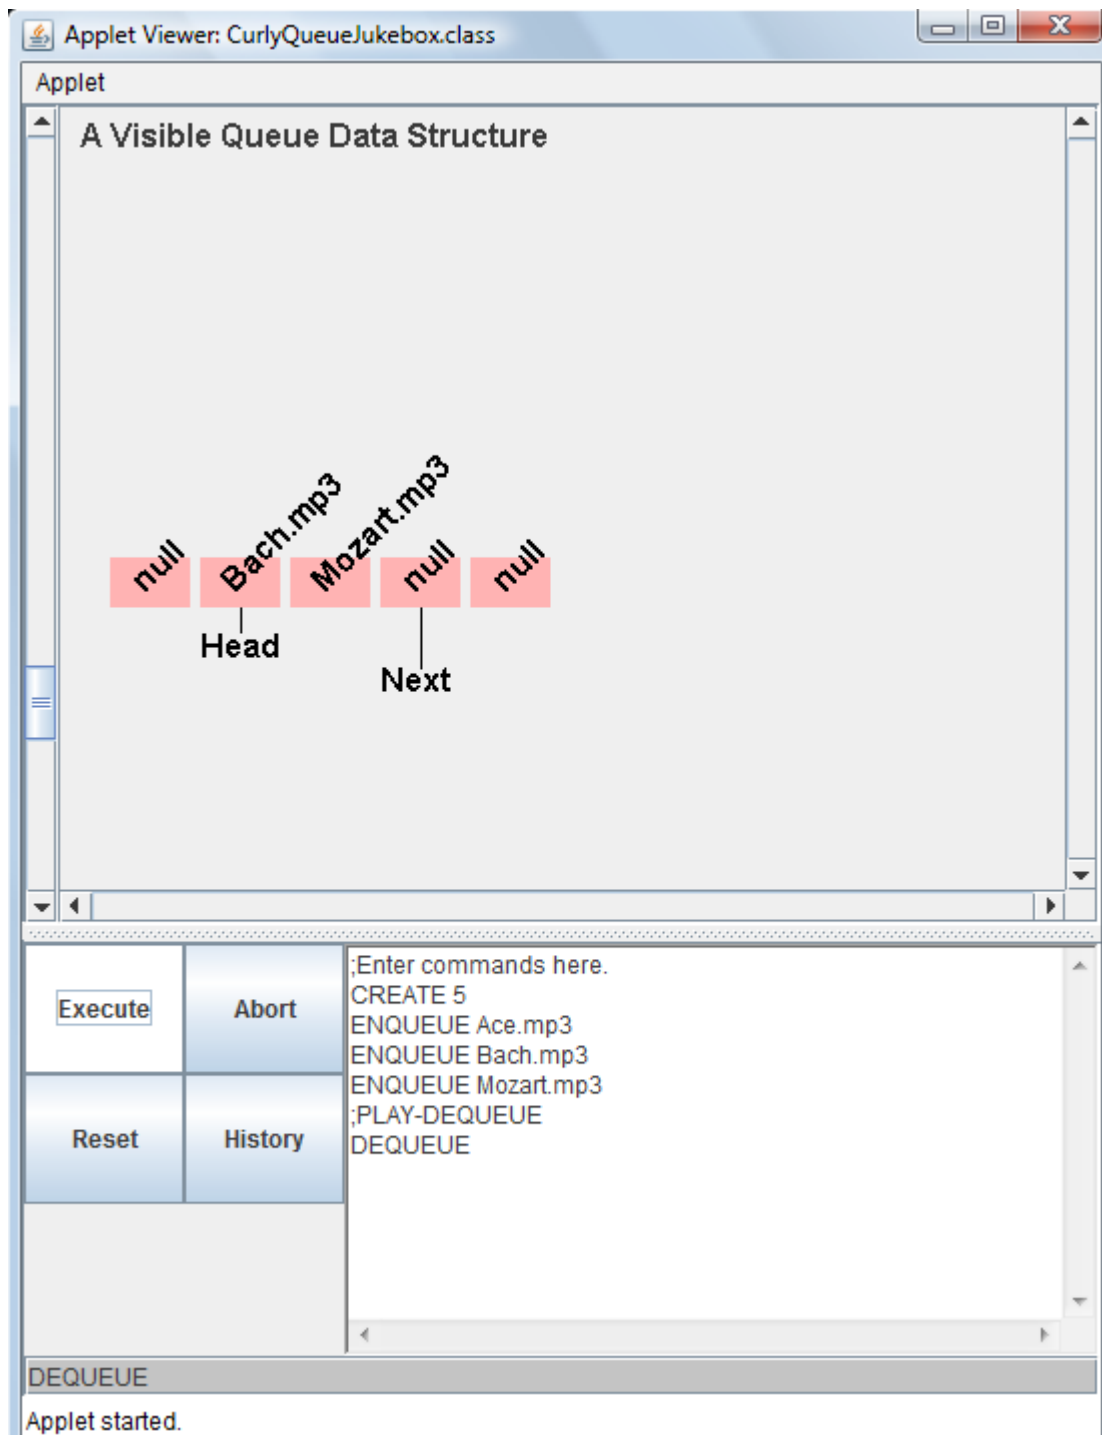 Applet Viewer: CurlyQueueJukebox.class
Applet
A Visible Queue Data Structure
null Bach.mp3 Mozart.mp3 null null
Head
Next
Execute
Abort
Reset
History
;Enter commands here.
CREATE 5
ENQUEUE Ace.mp3
ENQUEUE Bach.mp3
ENQUEUE Mozart.mp3
;PLAY-DEQUEUE
DEQUEUE
DEQUEUE
Applet started.